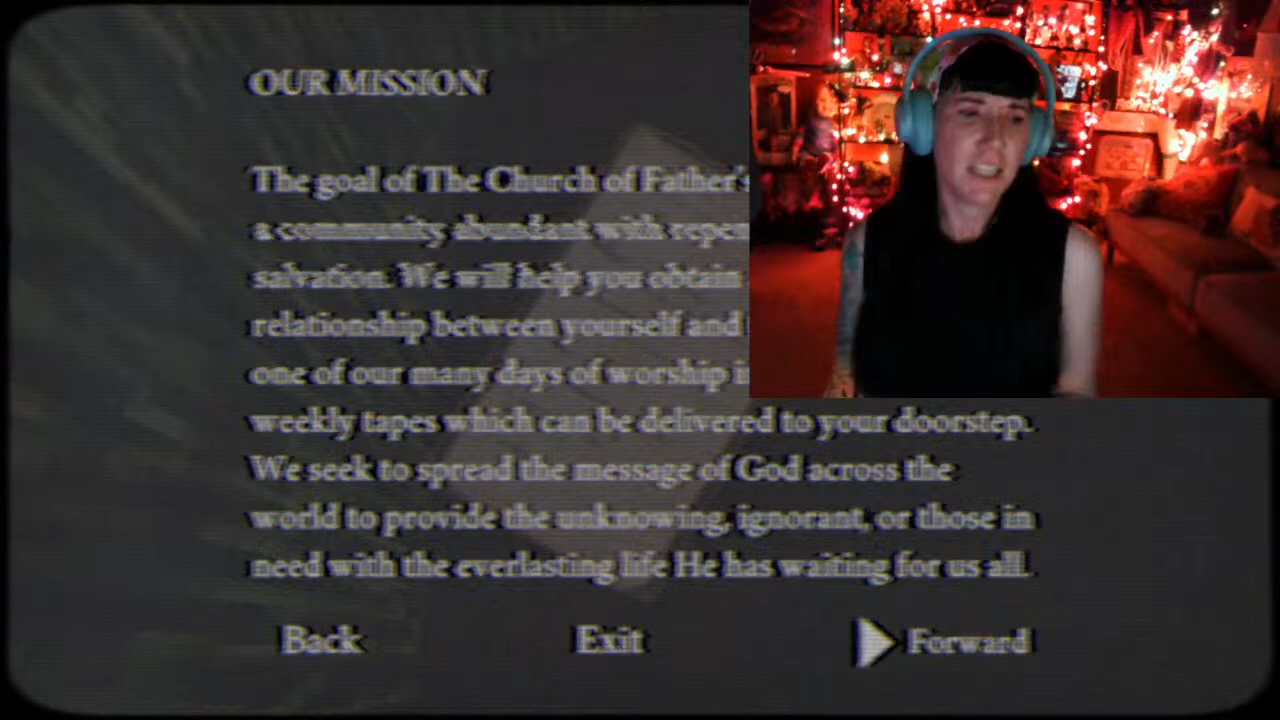 OUR MISSION
The goal of The Church of Father's
a community abundant with
salvation. We will help you obtain
relationship between yourself and
one of our many days of worship
weekly tapes which can be delivered to your doorstep.
We seek to spread the message of God across the
world to provide the unknowing, ignorant, or those in
need with the everlasting life He has waiting for us all.
Back Exit Forward